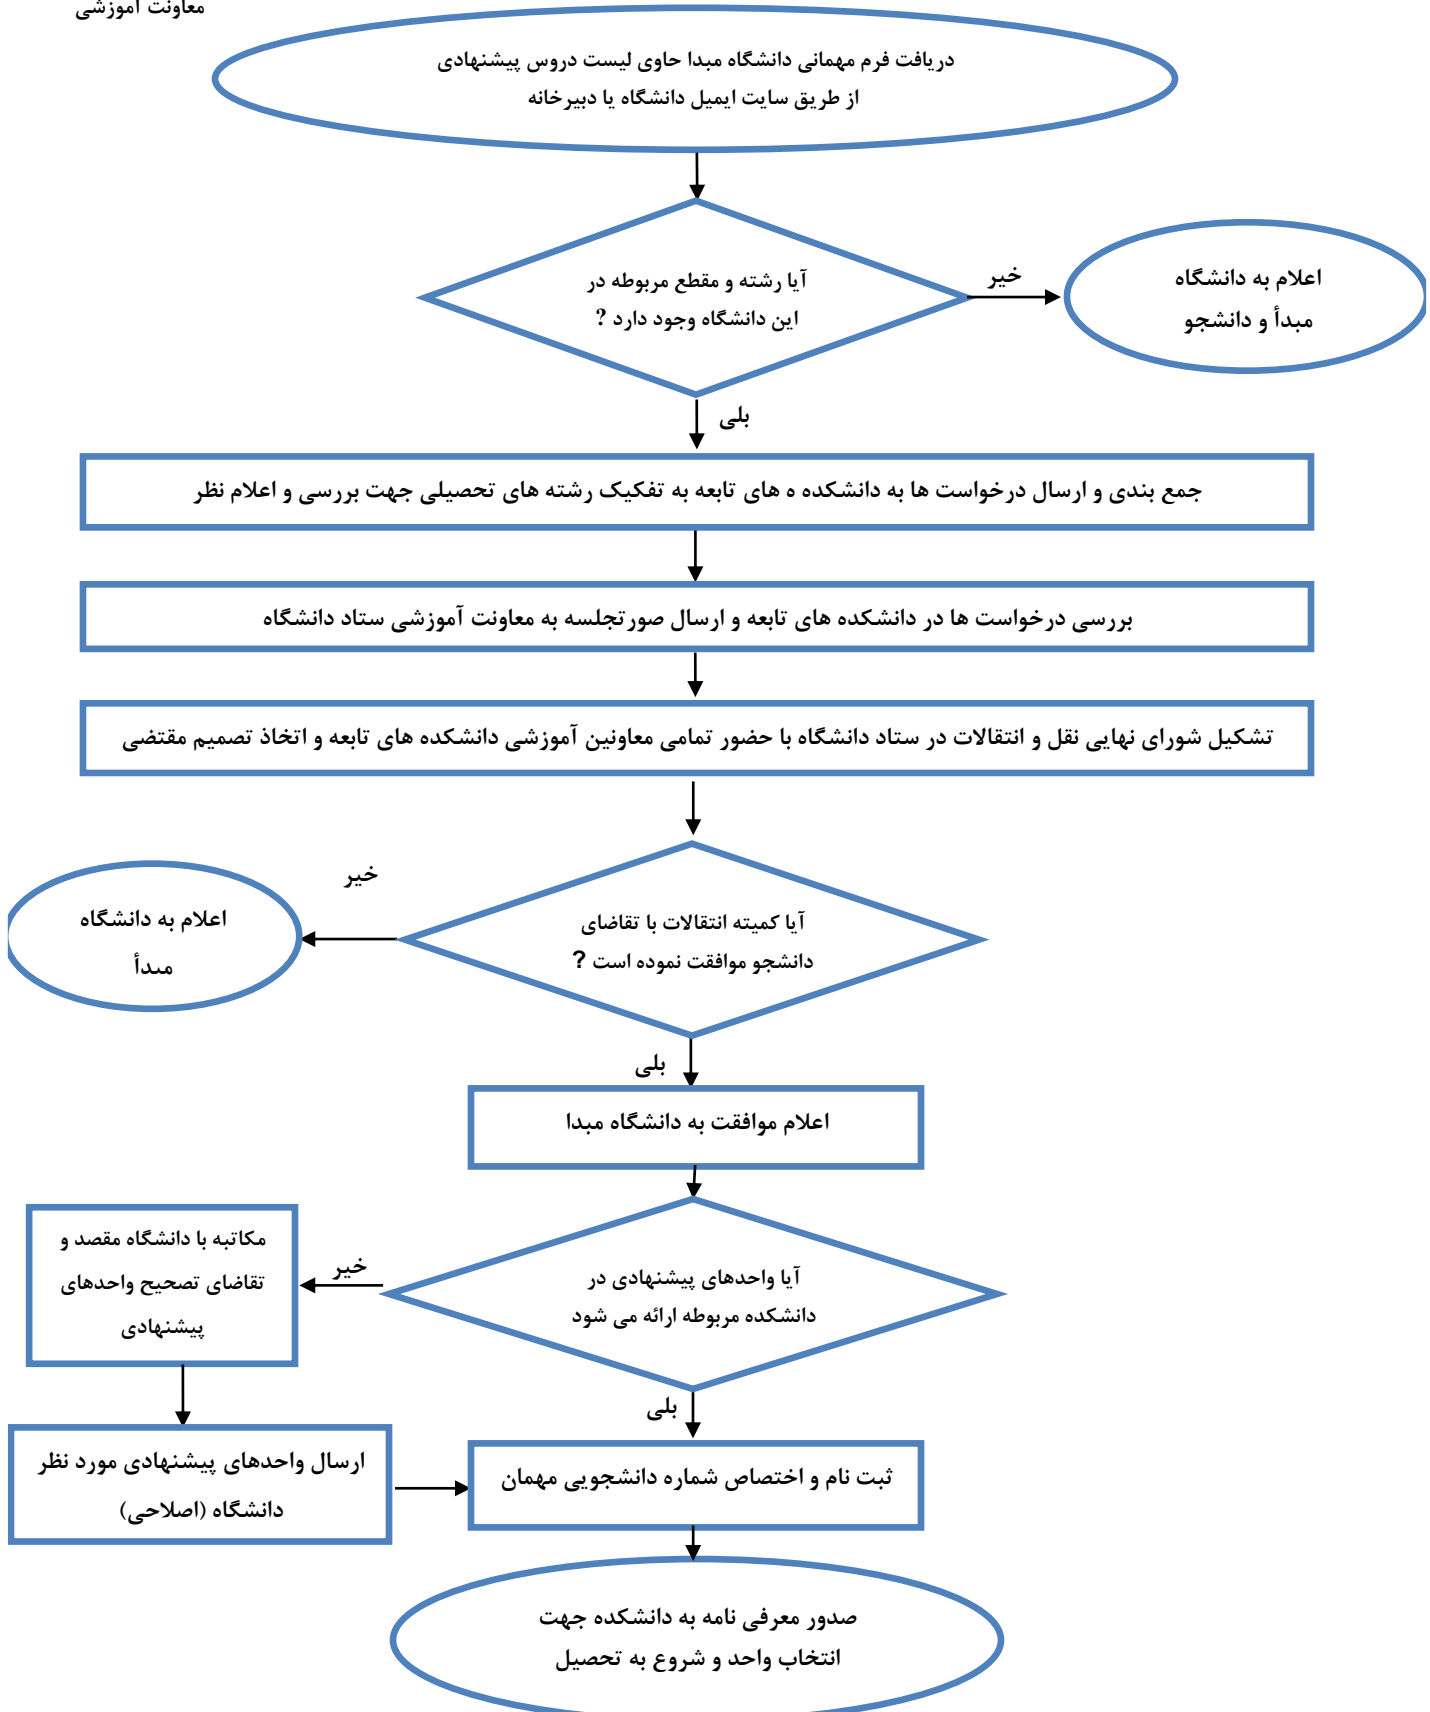 معاونت آموزشی
دریافت فرم مهمانی دانشگاه مبدا حاوی لیست دروس پیشنهادی
از طریق سایت ایمیل دانشگاه یا دبیرخانه
آیا رشته و مقطع مربوطه در
این دانشگاه وجود دارد ?
خیر
اعلام به دانشگاه
مبدأ و دانشجو
بلی
جمع بندی و ارسال درخواست ها به دانشکده ه های تابعه به تفکیک رشته های تحصیلی جهت بررسی و اعلام نظر
بررسی درخواست ها در دانشکده های تابعه و ارسال صورتجلسه به معاونت آموزشی ستاد دانشگاه
تشکیل شورای نهایی نقل و انتقالات در ستاد دانشگاه با حضور تمامی معاونین آموزشی دانشکده های تابعه و اتخاذ تصمیم مقتضی
آیا کمیته انتقالات با تقاضای
دانشجو موافقت نموده است ?
خیر
اعلام به دانشگاه
مبدأ
بلی
اعلام موافقت به دانشگاه مبدا
آیا واحدهای پیشنهادی در
دانشکده مربوطه ارائه می شود
خیر
مکاتبه با دانشگاه مقصد و
تقاضای تصحیح واحدهای
پیشنهادی
بلی
ارسال واحدهای پیشنهادی مورد نظر
دانشگاه (اصلاحی)
ثبت نام و اختصاص شماره دانشجویی مهمان
صدور معرفی نامه به دانشکده جهت
انتخاب واحد و شروع به تحصیل